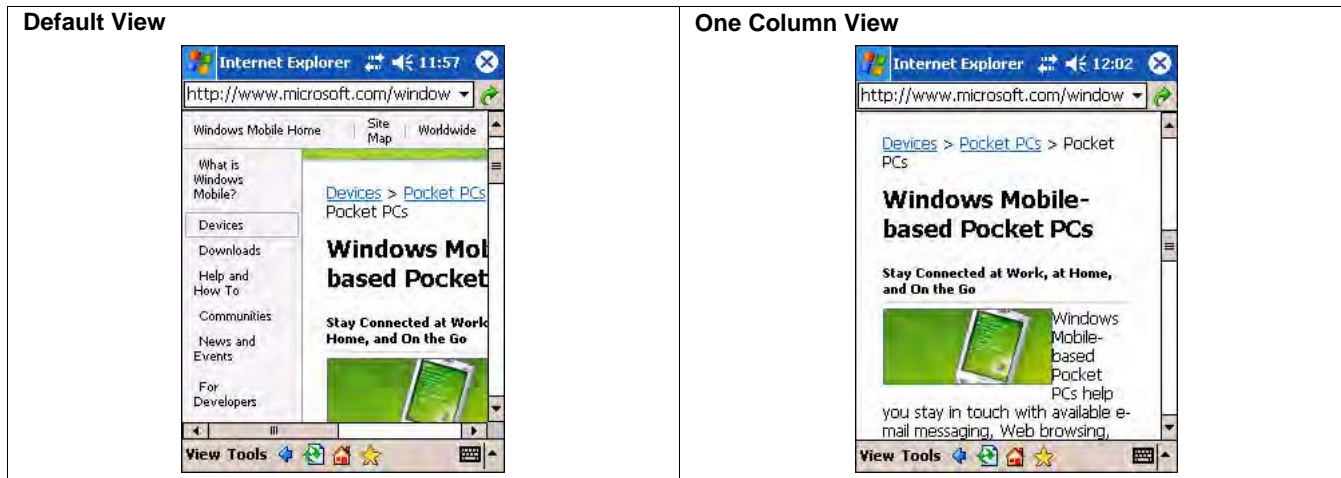 Default View
Internet Explorer 11:57
http://www.microsoft.com/window
Windows Mobile Home
Site
Map
Worldwide
What is
Windows
Mobile?
Devices
Downloads
Help and
How To
Communities
News and
Events
For
Developers
Devices > Pocket PCs
Pocket PCs
Windows Mob
based Pocket
Stay Connected at Work
Home, and On the Go
View Tools
One Column View
Internet Explorer 12:02
http://www.microsoft.com/window
Devices > Pocket PCs > Pocket
PCs
Windows Mobile-
based Pocket PCs
Stay Connected at Work, at Home,
and On the Go
Windows
Mobile-
based
Pocket
PCs help
you stay in touch with available e-
mail messaging, Web browsing,
View Tools